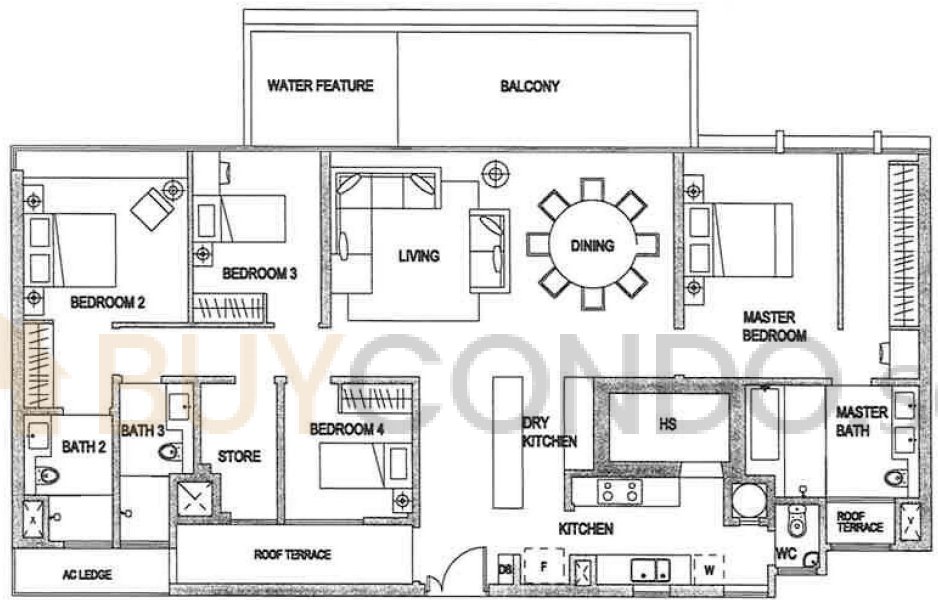 WATER FEATURE
BALCONY
BEDROOM 2
BEDROOM 3
LIVING
DINING
MASTER
BEDROOM
BUYCONDO
BATH 2
BATH 3
STORE
BEDROOM 4
DRY
KITCHEN
HS
MASTER
BATH
KITCHEN
ROOF
TERRACE
WC
ROOF TERRACE
AC LEDGE
DB
F
W